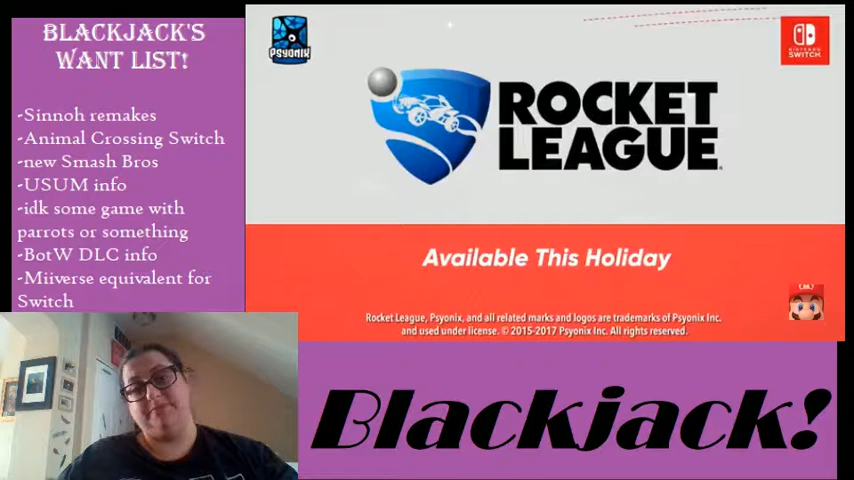 BLACKJACK'S
WANT LIST!
-Sinnoh remakes
-Animal Crossing Switch
-new Smash Bros
-USUM info
-idk some game with
parrots or something
-BotW DLC info
-Miiverse equivalent for
Switch
PSYONIX
NINTENDO
SWITCH
ROCKET
LEAGUE
Available This Holiday
Rocket League, Psyonix, and all related marks and logos are trademarks of Psyonix Inc.
and used under license. © 2015-2017 Psyonix Inc. All rights reserved.
M
Blackjack!